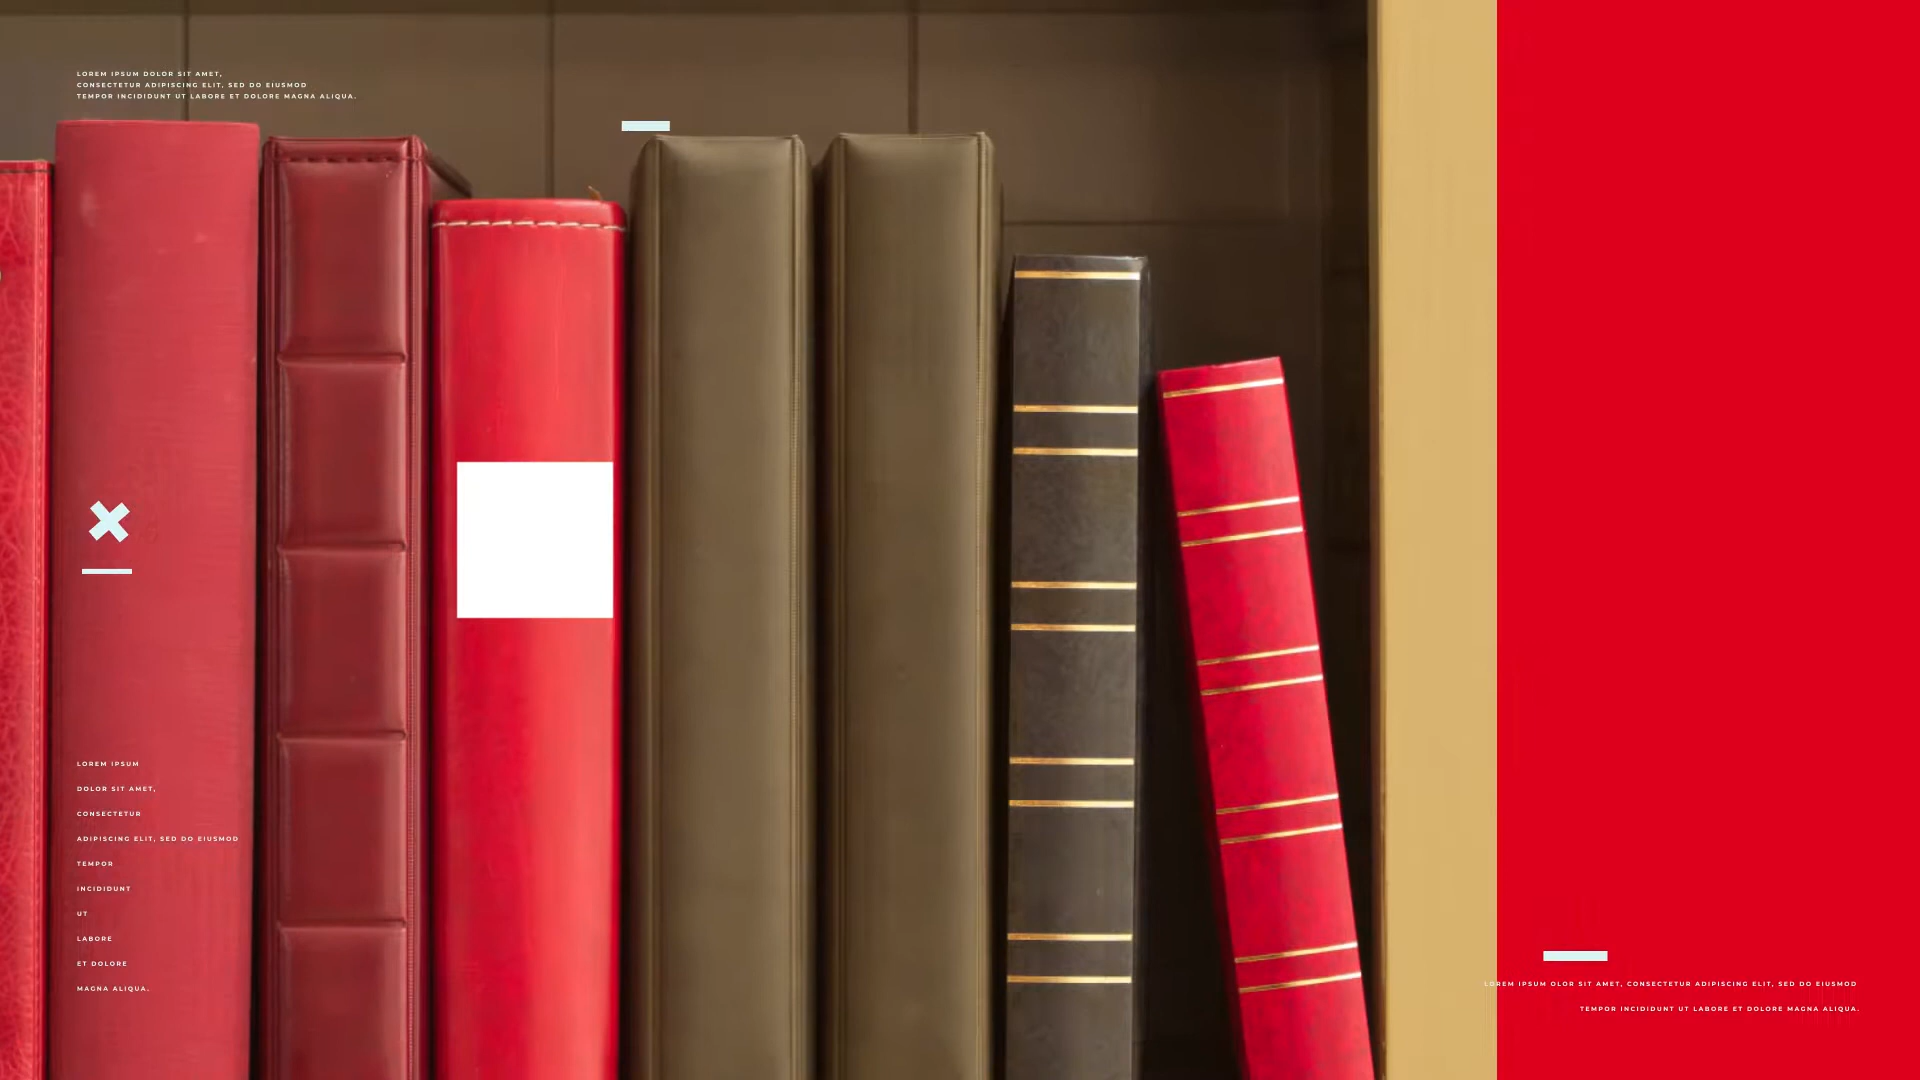 LOREM IPSUM DOLOR SIT AMET,
CONSECTETUR ADIPISCING ELIT, SED DO EIUSMOD
TEMPOR INCIDIDUNT UT LABORE ET DOLORE MAGNA ALIQUA.
LOREM IPSUM
DOLOR SIT AMET,
CONSECTETUR
ADIPISCING ELIT, SED DO EIUSMOD
TEMPOR
INCIDIDUNT
UT
LABORE
ET DOLORE
MAGNA ALIQUA.
LOREM IPSUM OLOR SIT AMET, CONSECTETUR ADIPISCING ELIT, SED DO EIUSMOD
TEMPOR INCIDIDUNT UT LABORE ET DOLORE MAGNA ALIQUA.